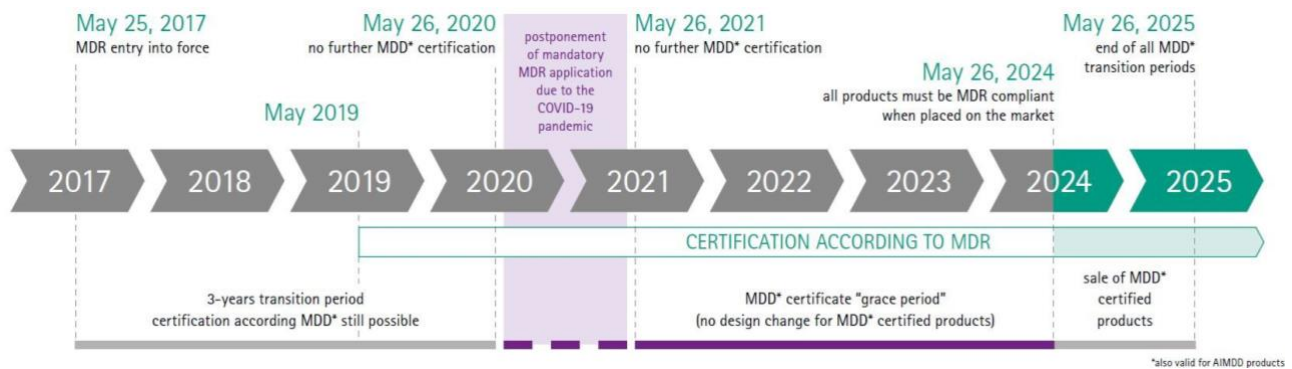 May 25, 2017
MDR entry into force
May 26, 2020
no further MDD* certification
postponement
of mandatory
MDR application
due to the
COVID-19
pandemic
May 26, 2021
no further MDD* certification
May 26, 2025
end of all MDD*
transition periods
May 26, 2024
all products must be MDR compliant
when placed on the market
May 2019
2017
2018
2019
2020
2021
2022
2023
2024
2025
CERTIFICATION ACCORDING TO MDR
3-years transition period
certification according MDD* still possible
MDD* certificate "grace period"
(no design change for MDD* certified products)
sale of MDD*
certified
products
*also valid for AIMDD products